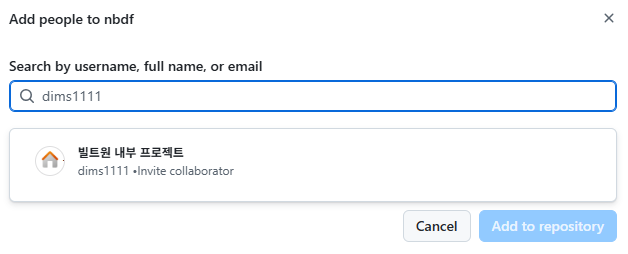 Add people to nbdf
Search by username, full name, or email
dims1111
빌트원 내부 프로젝트
dims1111 •Invite collaborator
Cancel
Add to repository